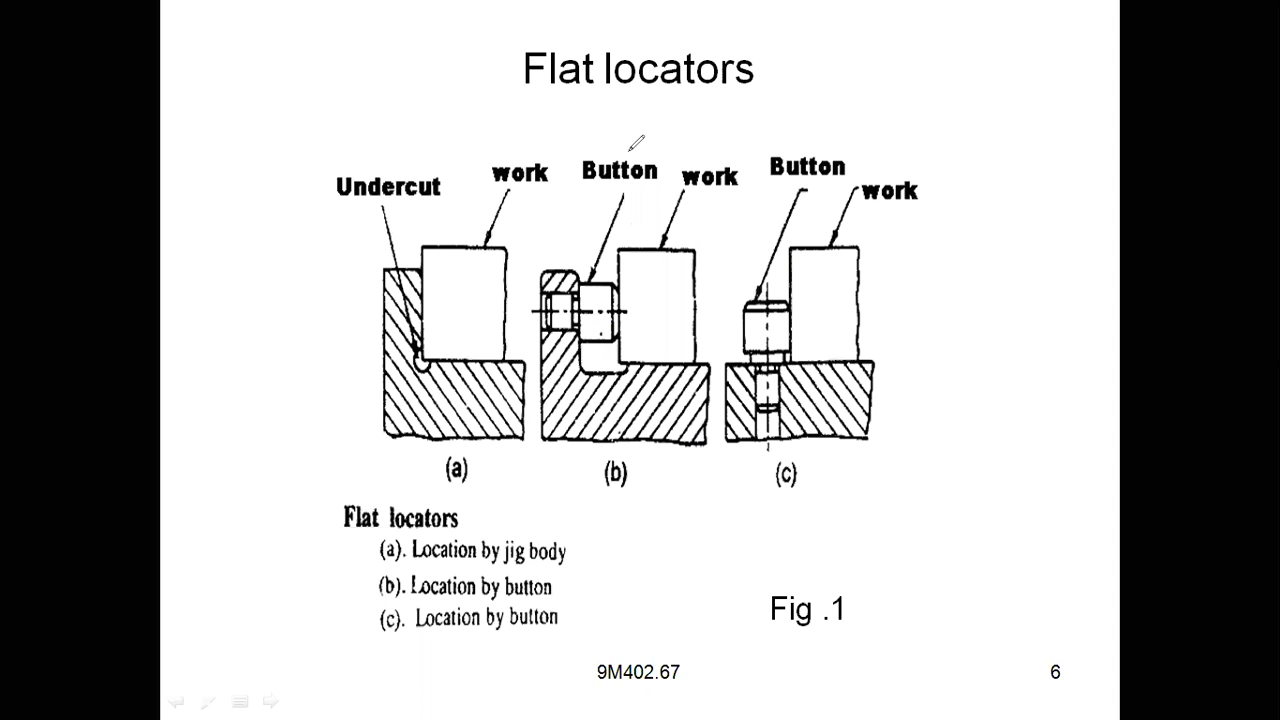 Flat locators
Undercut
work
Button
work
Button
work
(a)
(b)
(c)
Flat locators
(a). Location by jig body
(b). Location by button
(c). Location by button
Fig .1
9M402.67
6